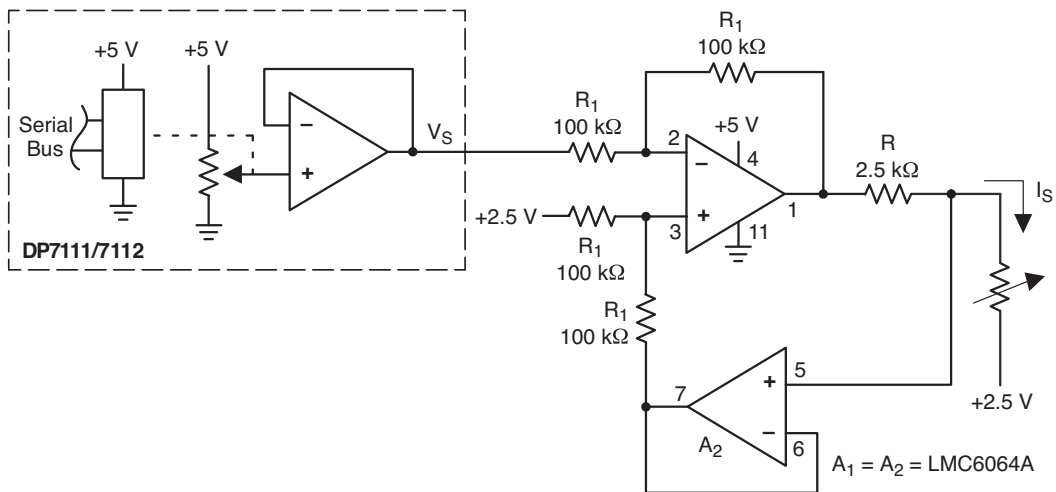 +5 V
+5 V
Serial
Bus
V_S
DP7111/7112
R_1
100 kΩ
R_1
100 kΩ
2
+5 V
4
−
+
3
11
1
+2.5 V
R_1
100 kΩ
R
2.5 kΩ
I_S
R_1
100 kΩ
−
+
7
A_2
+
5
−
6
+2.5 V
A_1 = A_2 = LMC6064A